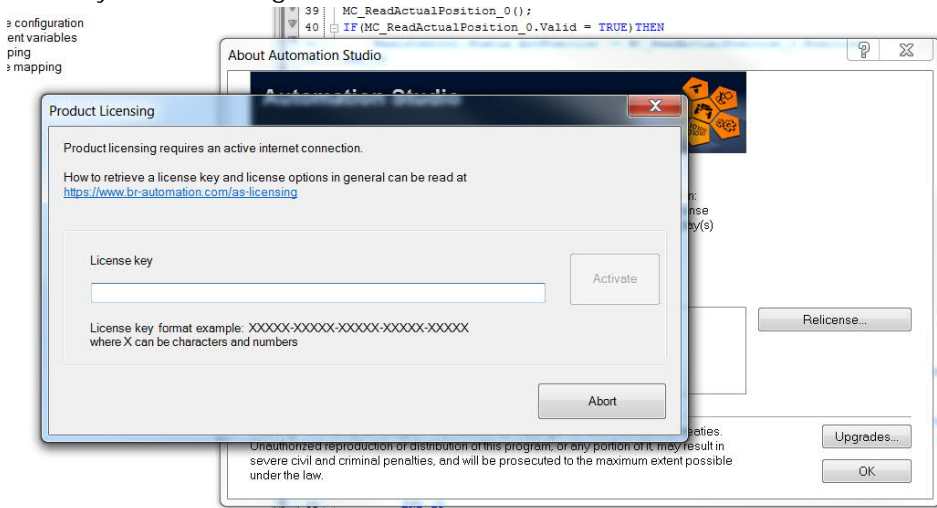 e configuration
ent variables
ping
e mapping
39 MC_ReadActualPosition_0();
40 IF(MC_ReadActualPosition_0.Valid = TRUE)THEN
About Automation Studio
Automation Studio
Product Licensing
Product licensing requires an active internet connection.
How to retrieve a license key and license options in general can be read at
https://www.br-automation.com/as-licensing
n:
nse
ay(s)
License key
Activate
License key format example: XXXXX-XXXXX-XXXXX-XXXXX-XXXXX
where X can be characters and numbers
Relicense...
Abort
eaties.
Unauthorized reproduction or distribution of this program, or any portion of it, may result in
severe civil and criminal penalties, and will be prosecuted to the maximum extent possible
under the law.
Upgrades...
OK